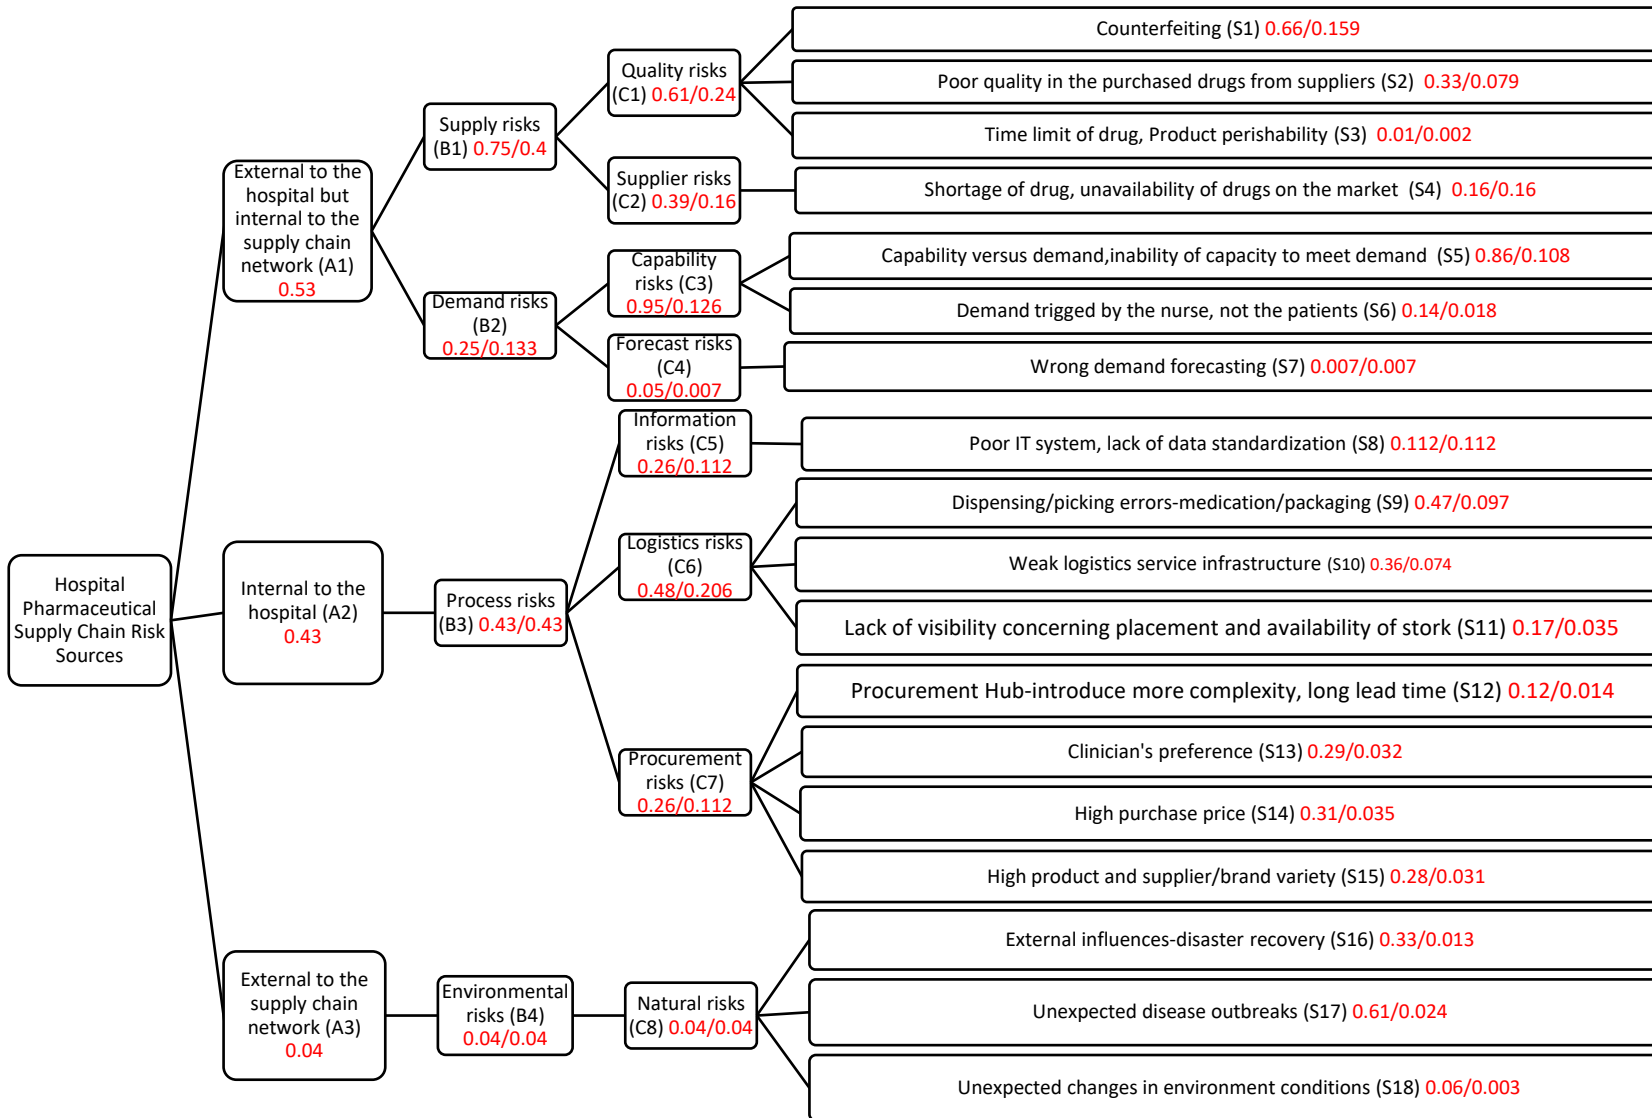 Hospital
Pharmaceutical
Supply Chain Risk
Sources
External to the
hospital but
internal to the
supply chain
network (A1)
0.53
Supply risks
(B1) 0.75/0.4
Quality risks
(C1) 0.61/0.24
Counterfeiting (S1) 0.66/0.159
Poor quality in the purchased drugs from suppliers (S2) 0.33/0.079
Time limit of drug, Product perishability (S3) 0.01/0.002
Supplier risks
(C2) 0.39/0.16
Shortage of drug, unavailability of drugs on the market (S4) 0.16/0.16
Demand risks
(B2)
0.25/0.133
Capability
risks (C3)
0.95/0.126
Capability versus demand,inability of capacity to meet demand (S5) 0.86/0.108
Demand trigged by the nurse, not the patients (S6) 0.14/0.018
Forecast risks
(C4)
0.05/0.007
Wrong demand forecasting (S7) 0.007/0.007
Internal to the
hospital (A2)
0.43
Process risks
(B3) 0.43/0.43
Information
risks (C5)
0.26/0.112
Poor IT system, lack of data standardization (S8) 0.112/0.112
Logistics risks
(C6)
0.48/0.206
Dispensing/picking errors-medication/packaging (S9) 0.47/0.097
Weak logistics service infrastructure (S10) 0.36/0.074
Lack of visibility concerning placement and availability of stork (S11) 0.17/0.035
Procurement
risks (C7)
0.26/0.112
Procurement Hub-introduce more complexity, long lead time (S12) 0.12/0.014
Clinician's preference (S13) 0.29/0.032
High purchase price (S14) 0.31/0.035
High product and supplier/brand variety (S15) 0.28/0.031
External to the
supply chain
network (A3)
0.04
Environmental
risks (B4)
0.04/0.04
Natural risks
(C8) 0.04/0.04
External influences-disaster recovery (S16) 0.33/0.013
Unexpected disease outbreaks (S17) 0.61/0.024
Unexpected changes in environment conditions (S18) 0.06/0.003